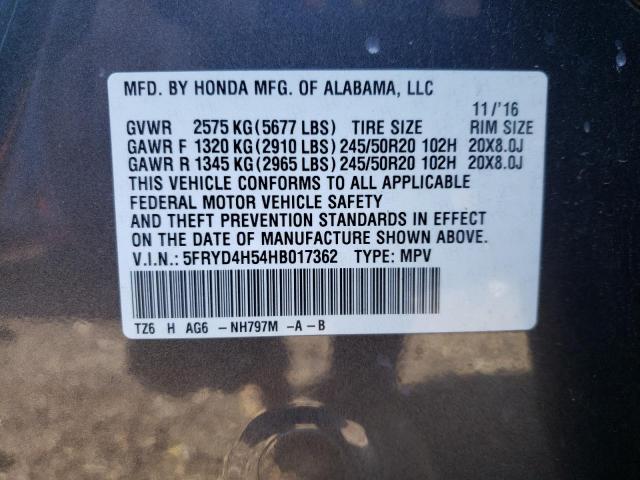 MFD. BY HONDA MFG. OF ALABAMA, LLC
11/'16
GVWR 2575 KG(5677 LBS) TIRE SIZE RIM SIZE
GAWR F 1320 KG(2910 LBS)245/50R20 102H 20X8.0J
GAWR R 1345 KG(2965 LBS)245/50R20 102H 20X8.0J
THIS VEHICLE CONFORMS TO ALL APPLICABLE
FEDERAL MOTOR VEHICLE SAFETY
AND THEFT PREVENTION STANDARDS IN EFFECT
ON THE DATE OF MANUFACTURE SHOWN ABOVE.
V.I.N.: 5FRYD4H54HB017362 TYPE: MPV
TZ6 H AG6 -NH797M -A-B